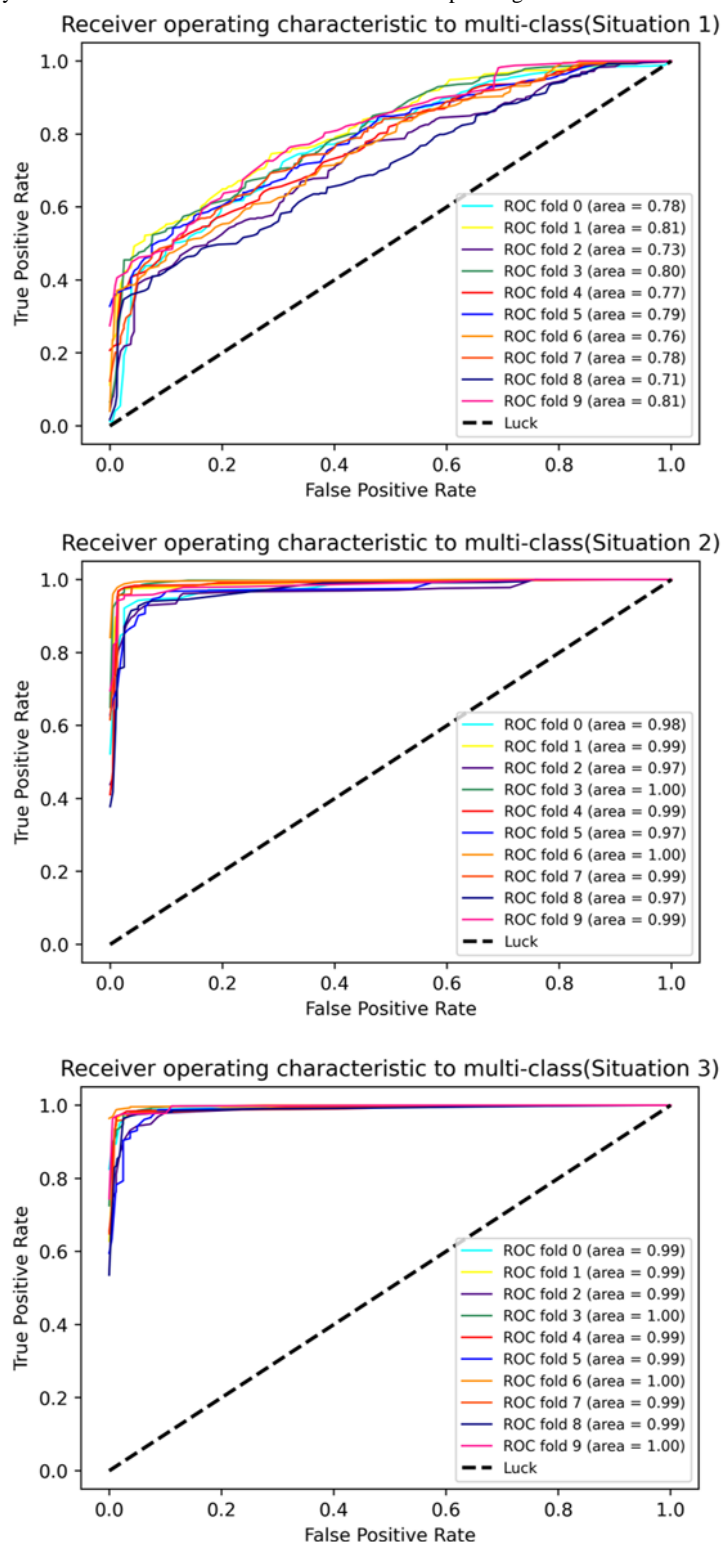 Receiver operating characteristic to multi-class(Situation 1)
1.0
0.8
0.6
0.4
0.2
0.0
True Positive Rate
ROC fold 0 (area = 0.78)
ROC fold 1 (area = 0.81)
ROC fold 2 (area = 0.73)
ROC fold 3 (area = 0.80)
ROC fold 4 (area = 0.77)
ROC fold 5 (area = 0.79)
ROC fold 6 (area = 0.76)
ROC fold 7 (area = 0.78)
ROC fold 8 (area = 0.71)
ROC fold 9 (area = 0.81)
Luck
0.0 0.2 0.4 0.6 0.8 1.0
False Positive Rate
Receiver operating characteristic to multi-class(Situation 2)
1.0
0.8
0.6
0.4
0.2
0.0
True Positive Rate
ROC fold 0 (area = 0.98)
ROC fold 1 (area = 0.99)
ROC fold 2 (area = 0.97)
ROC fold 3 (area = 1.00)
ROC fold 4 (area = 0.99)
ROC fold 5 (area = 0.97)
ROC fold 6 (area = 1.00)
ROC fold 7 (area = 0.99)
ROC fold 8 (area = 0.97)
ROC fold 9 (area = 0.99)
Luck
0.0 0.2 0.4 0.6 0.8 1.0
False Positive Rate
Receiver operating characteristic to multi-class(Situation 3)
1.0
0.8
0.6
0.4
0.2
0.0
True Positive Rate
ROC fold 0 (area = 0.99)
ROC fold 1 (area = 0.99)
ROC fold 2 (area = 0.99)
ROC fold 3 (area = 1.00)
ROC fold 4 (area = 0.99)
ROC fold 5 (area = 0.99)
ROC fold 6 (area = 1.00)
ROC fold 7 (area = 0.99)
ROC fold 8 (area = 0.99)
ROC fold 9 (area = 1.00)
Luck
0.0 0.2 0.4 0.6 0.8 1.0
False Positive Rate